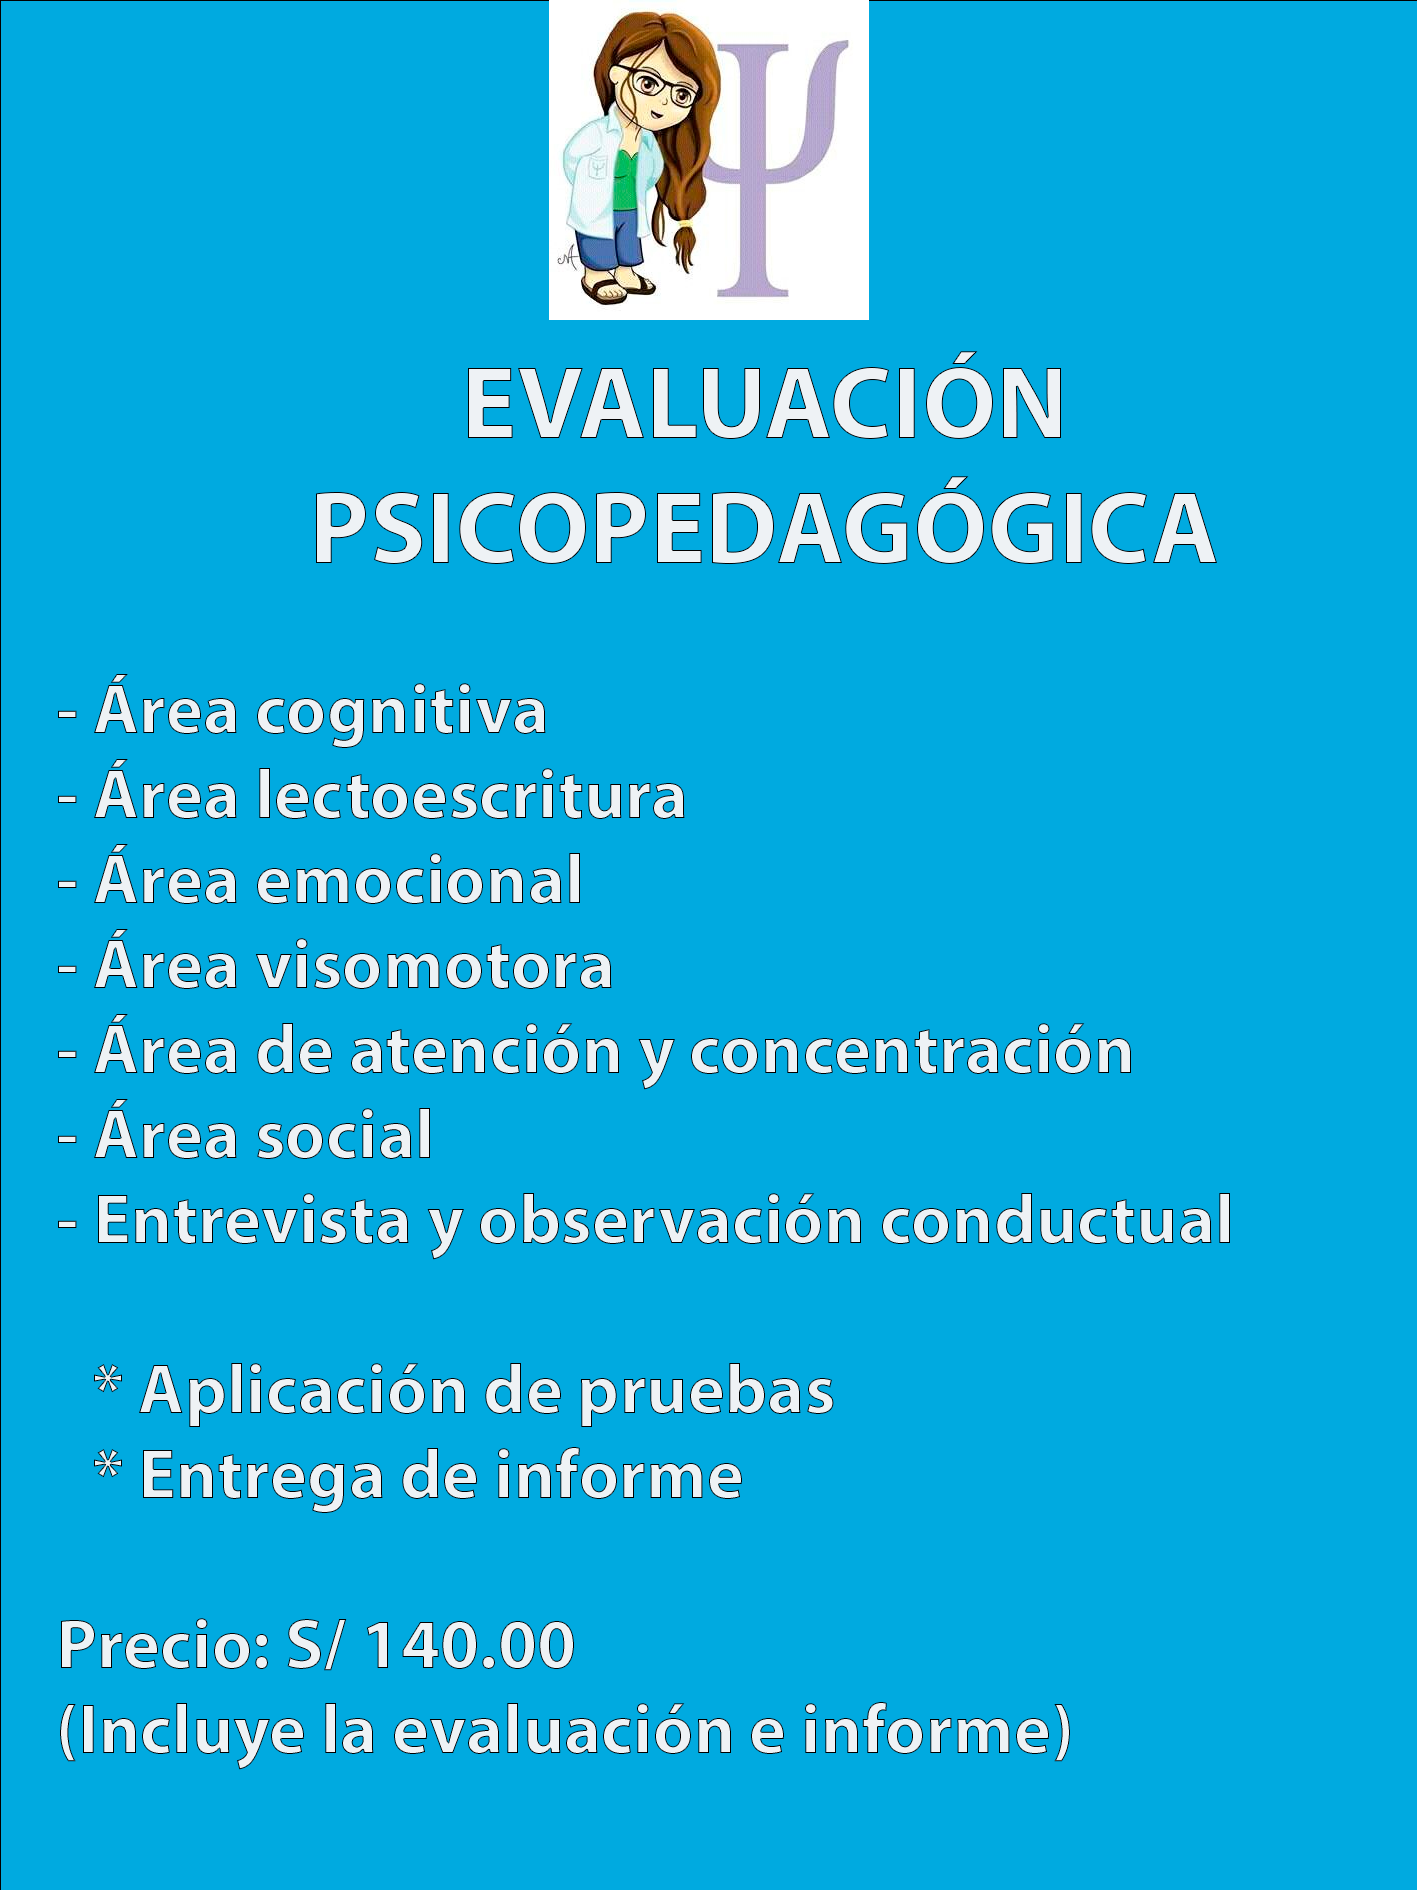 EVALUACIÓN
PSICOPEDAGÓGICA
- Área cognitiva
- Área lectoescritura
- Área emocional
- Área visomotora
- Área de atención y concentración
- Área social
- Entrevista y observación conductual
* Aplicación de pruebas
* Entrega de informe
Precio: S/ 140.00
(Incluye la evaluación e informe)